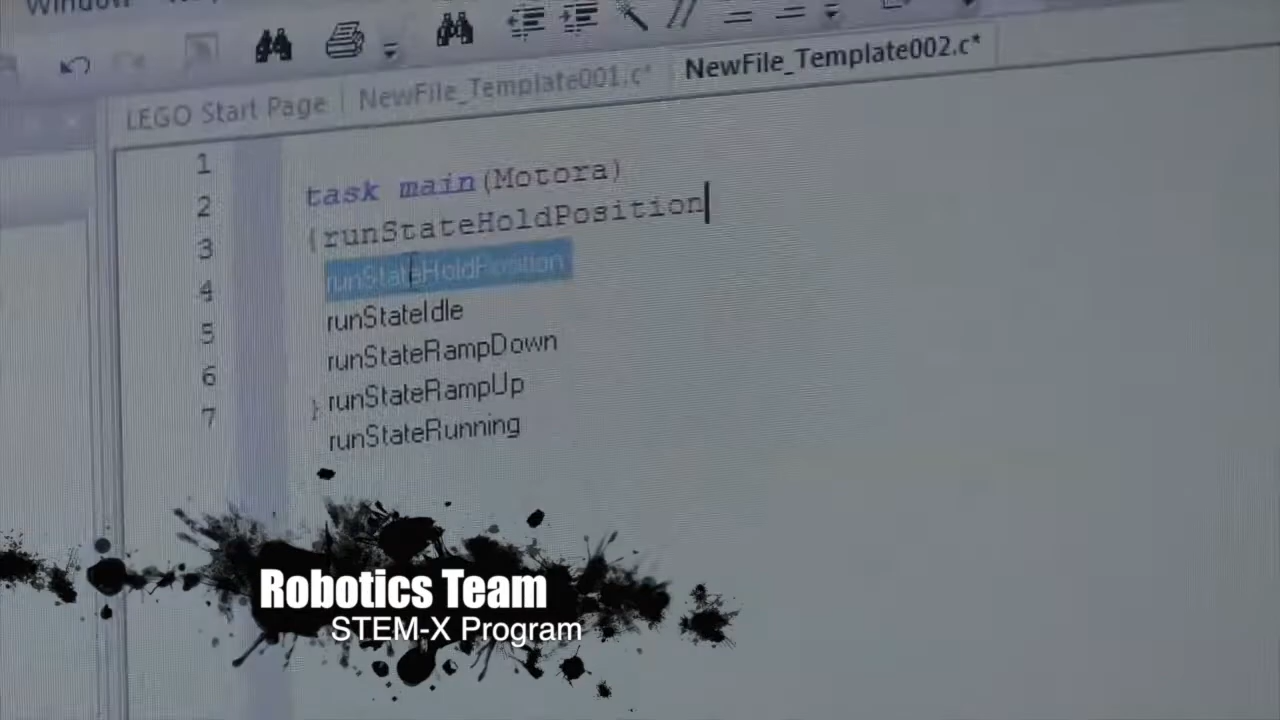 Window
LEGO Start Page
NewFile_Template001.c*
NewFile_Template002.c*
1
2
3
4
5
6
7
task main(Motora)
{runStateHoldPosition
runStateHoldPosition
runStateIdle
runStateRampDown
runStateRampUp
}
runStateRunning
Robotics Team
STEM-X Program